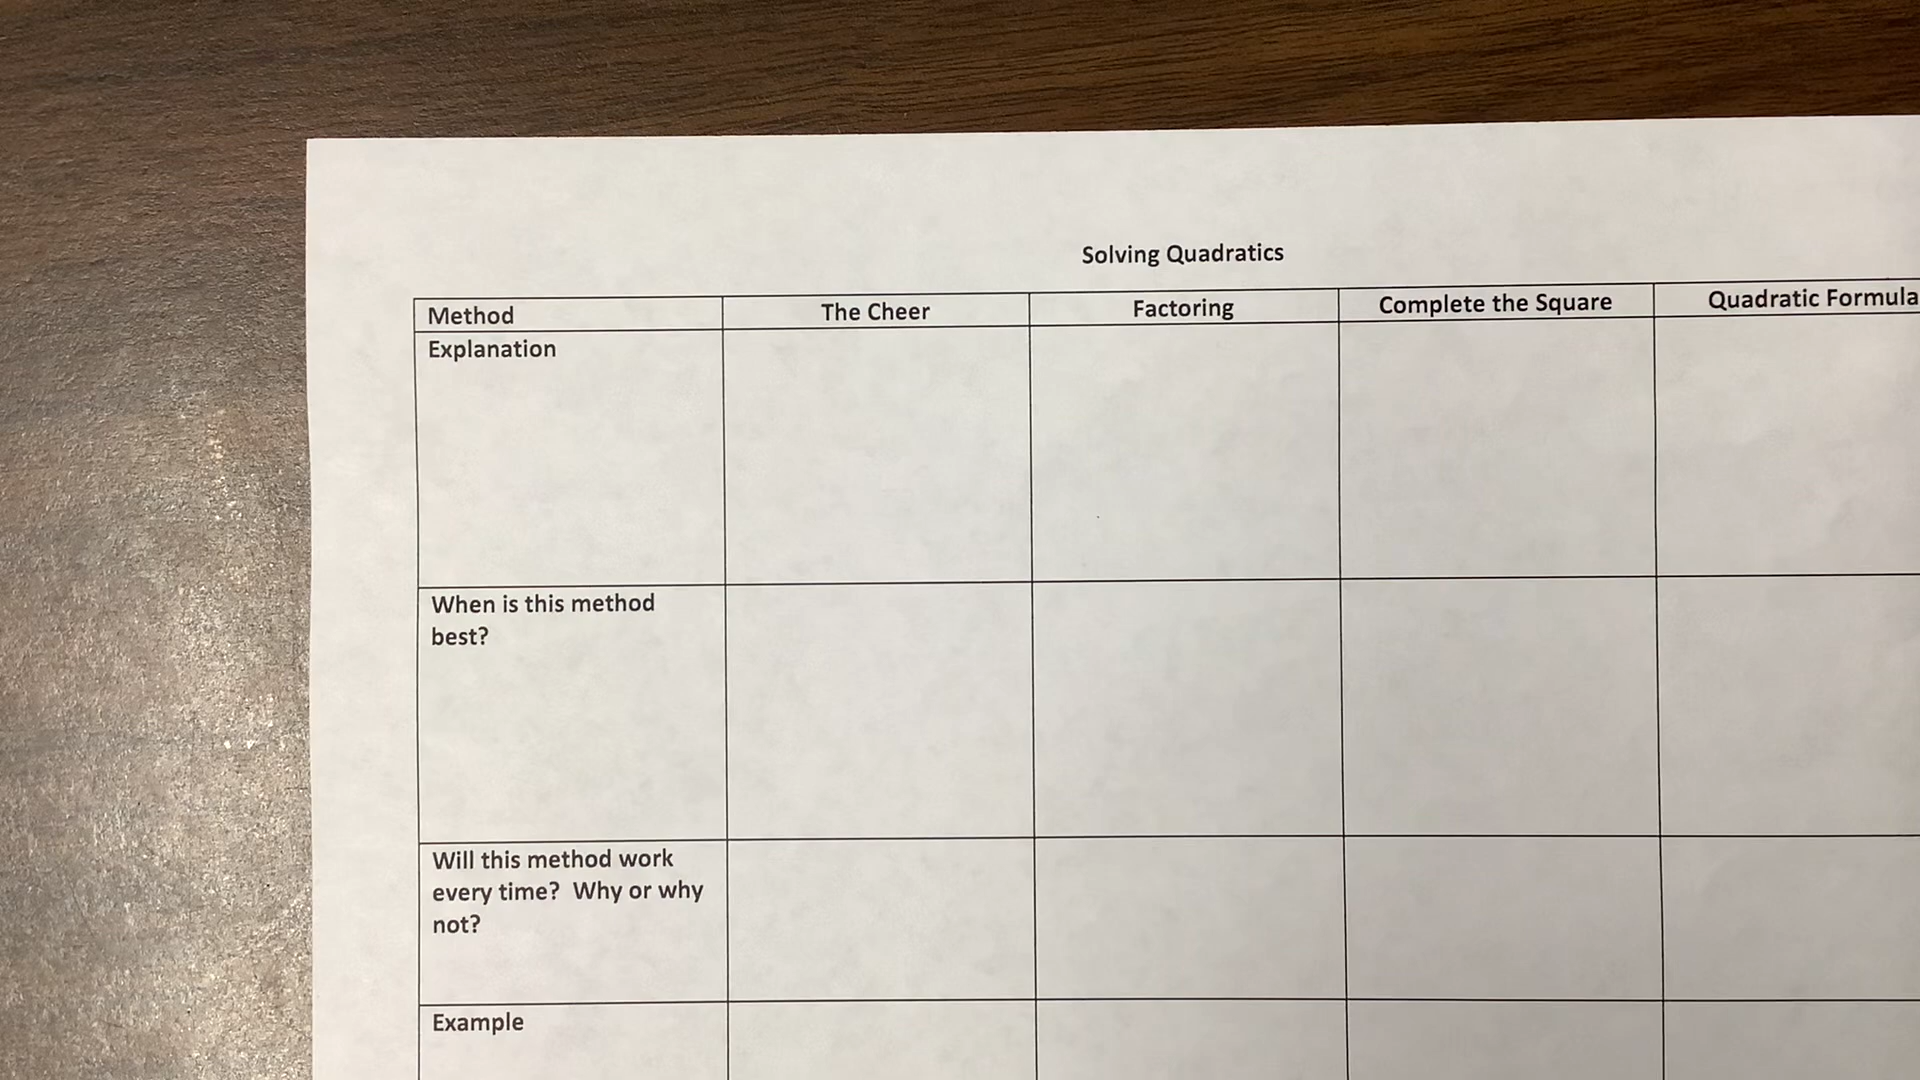 Solving Quadratics
Method
The Cheer
Factoring
Complete the Square
Quadratic Formula
Explanation
When is this method
best?
Will this method work
every time?  Why or why
not?
Example